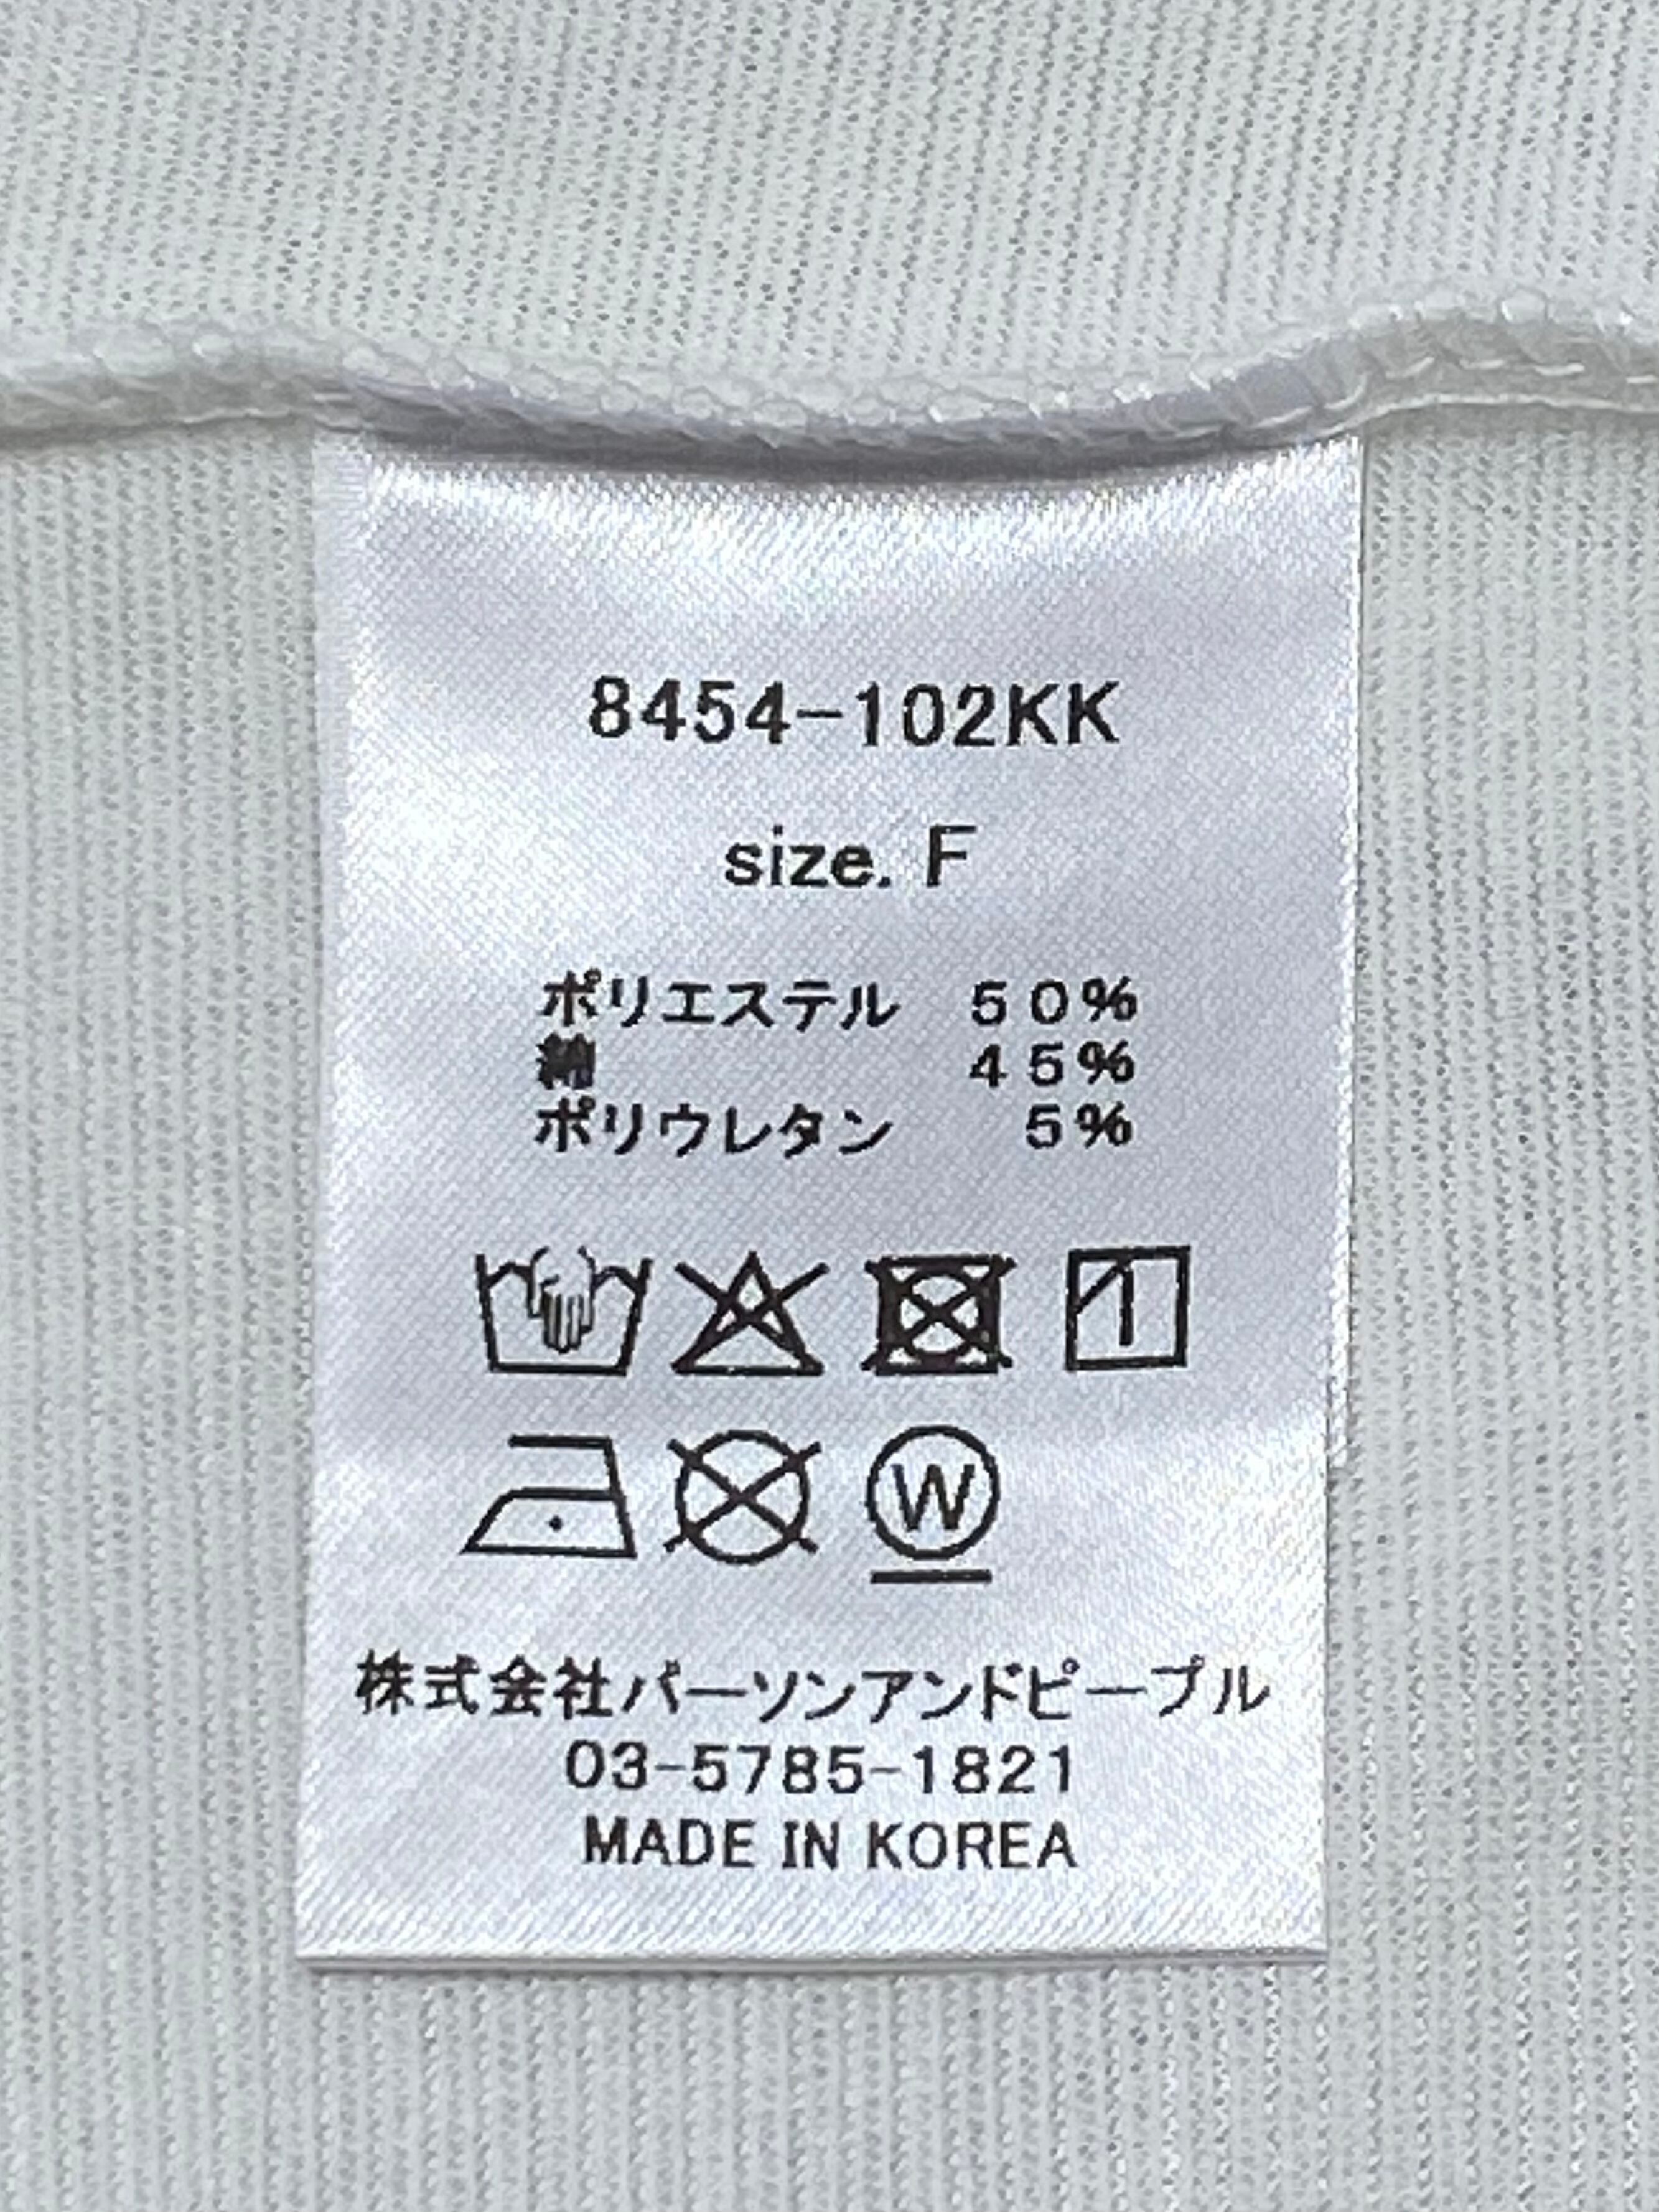 8454-102KK
size. F
ポリエステル 50%
綿 45%
ポリウレタン 5%
W
株式会社パーソンアンドピープル
03-5785-1821
MADE IN KOREA